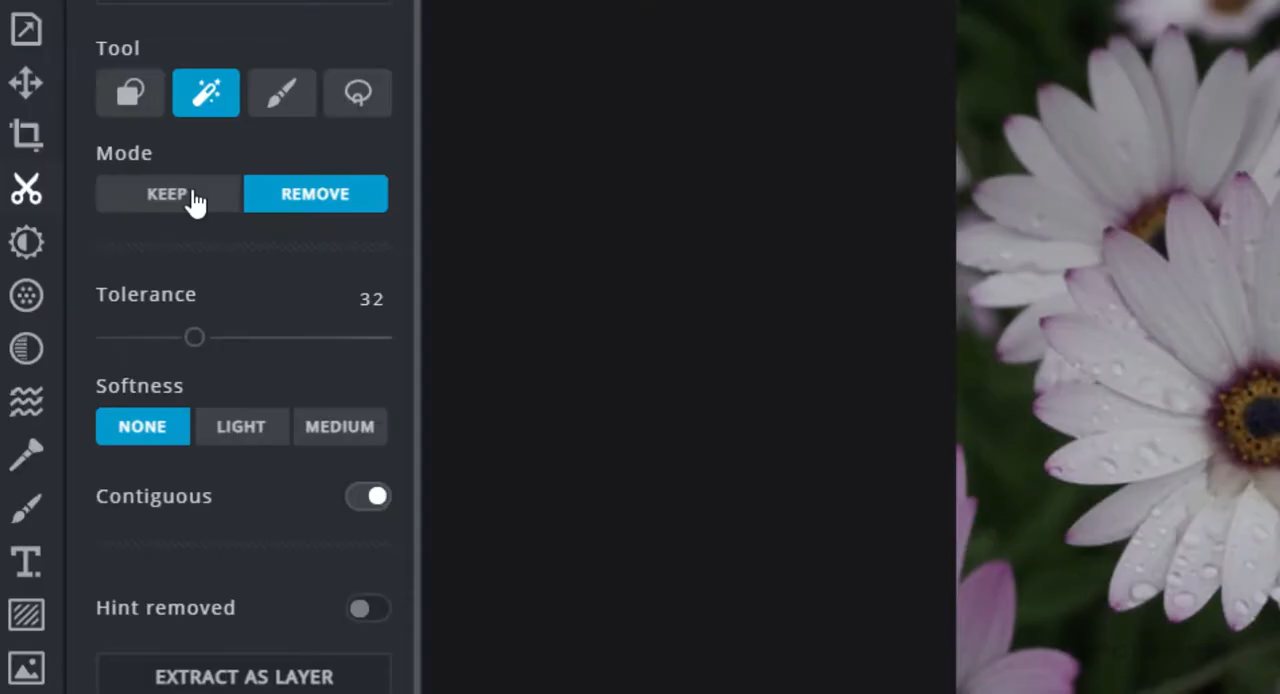 Tool
Mode
KEEP REMOVE
Tolerance 32
Softness
NONE LIGHT MEDIUM
Contiguous
Hint removed
EXTRACT AS LAYER